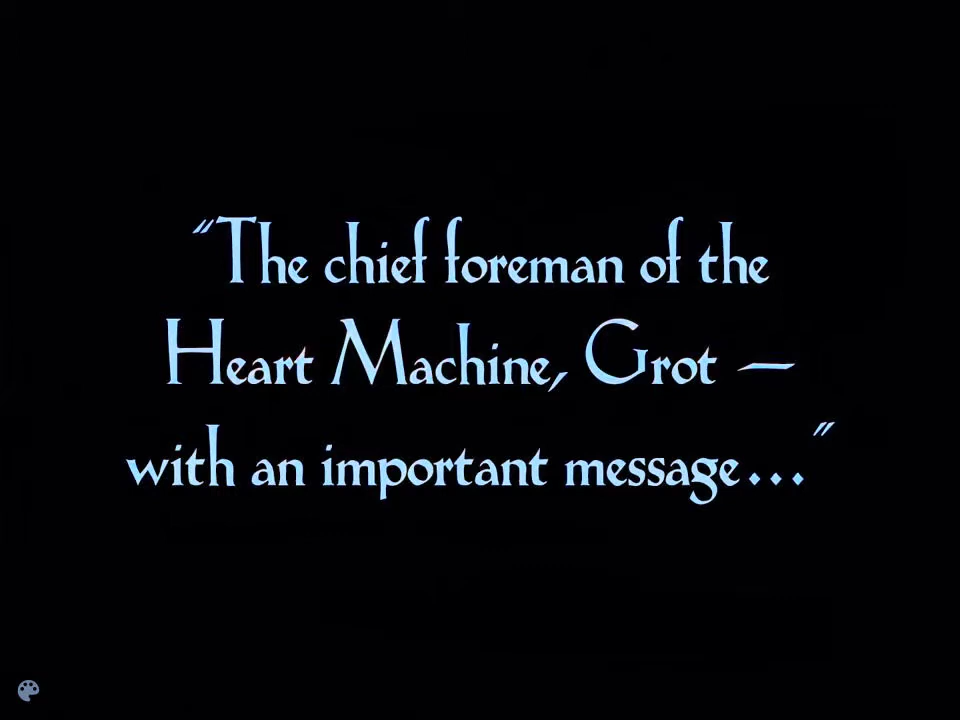 "The chief foreman of the
Heart Machine, Grot —
with an important message..."